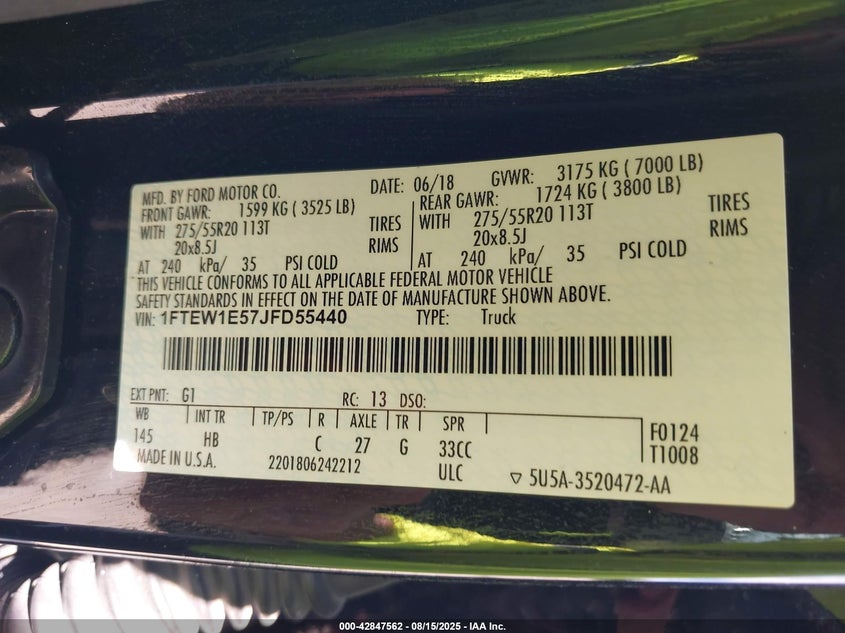 MFD. BY FORD MOTOR CO. DATE: 06/18 GVWR: 3175 KG ( 7000 LB)
FRONT GAWR: 1599 KG ( 3525 LB) REAR GAWR: 1724 KG ( 3800 LB)
WITH 275/55R20 113T TIRES WITH 275/55R20 113T TIRES
20x8.5J RIMS 20x8.5J RIMS
AT 240 kPa/ 35 PSI COLD AT 240 kPa/ 35 PSI COLD
THIS VEHICLE CONFORMS TO ALL APPLICABLE FEDERAL MOTOR VEHICLE
SAFETY STANDARDS IN EFFECT ON THE DATE OF MANUFACTURE SHOWN ABOVE.
VIN: 1FTEW1E57JFD55440 TYPE: Truck
EXT PNT: G1 RC: 13 DSO:
WB INT TR TP/PS R AXLE TR SPR
145 HB C 27 G 33CC F0124
MADE IN U.S.A. 2201806242212 ULC T1008
▽ 5U5A-3520472-AA
000-42847562 - 08/15/2025 - IAA Inc.